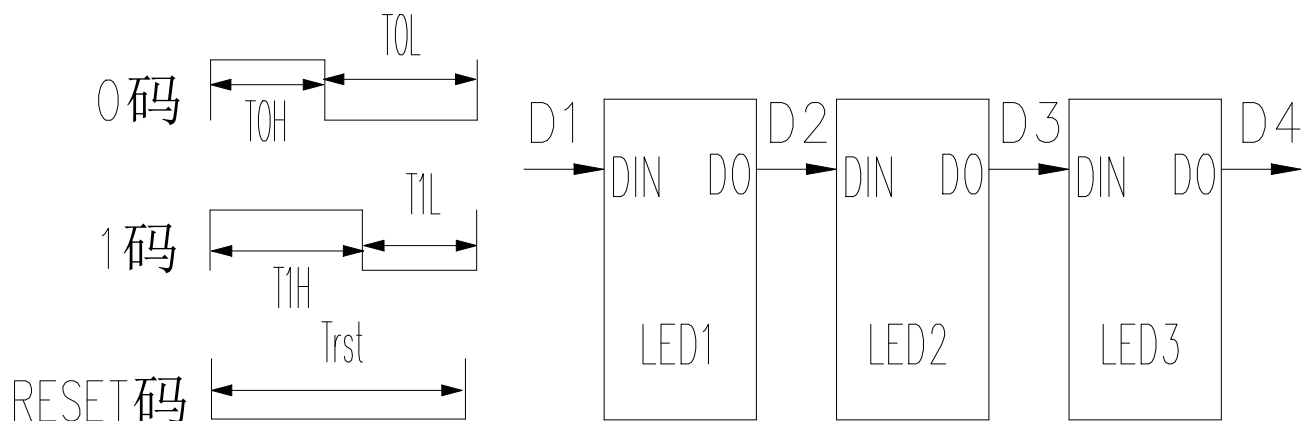 T0L
0码
T0H
T1L
1码
T1H
Trst
RESET码
D1
D2
D3
D4
DIN
DO
DIN
DO
DIN
DO
LED1
LED2
LED3